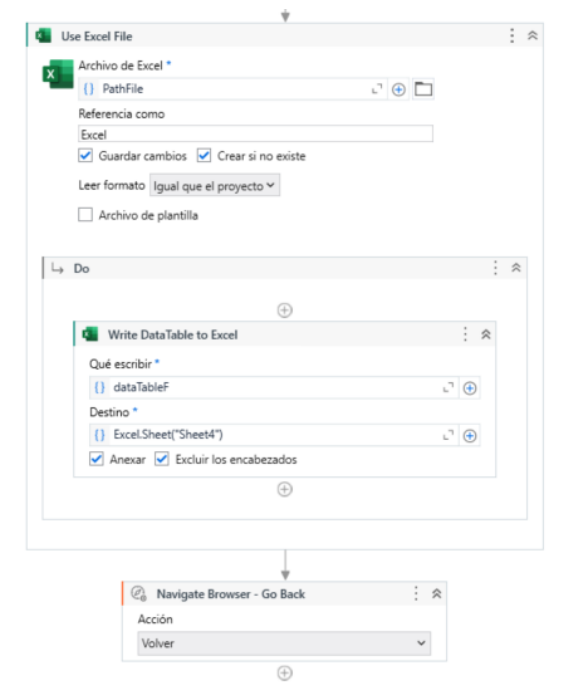 Use Excel File
Archivo de Excel *
{} PathFile
Referencia como
Excel
Guardar cambios Crear si no existe
Leer formato Igual que el proyecto
Archivo de plantilla
Do
Write DataTable to Excel
Qué escribir *
{} dataTableF
Destino *
{} Excel.Sheet("Sheet4")
Anexar Excluir los encabezados
Navigate Browser - Go Back
Acción
Volver